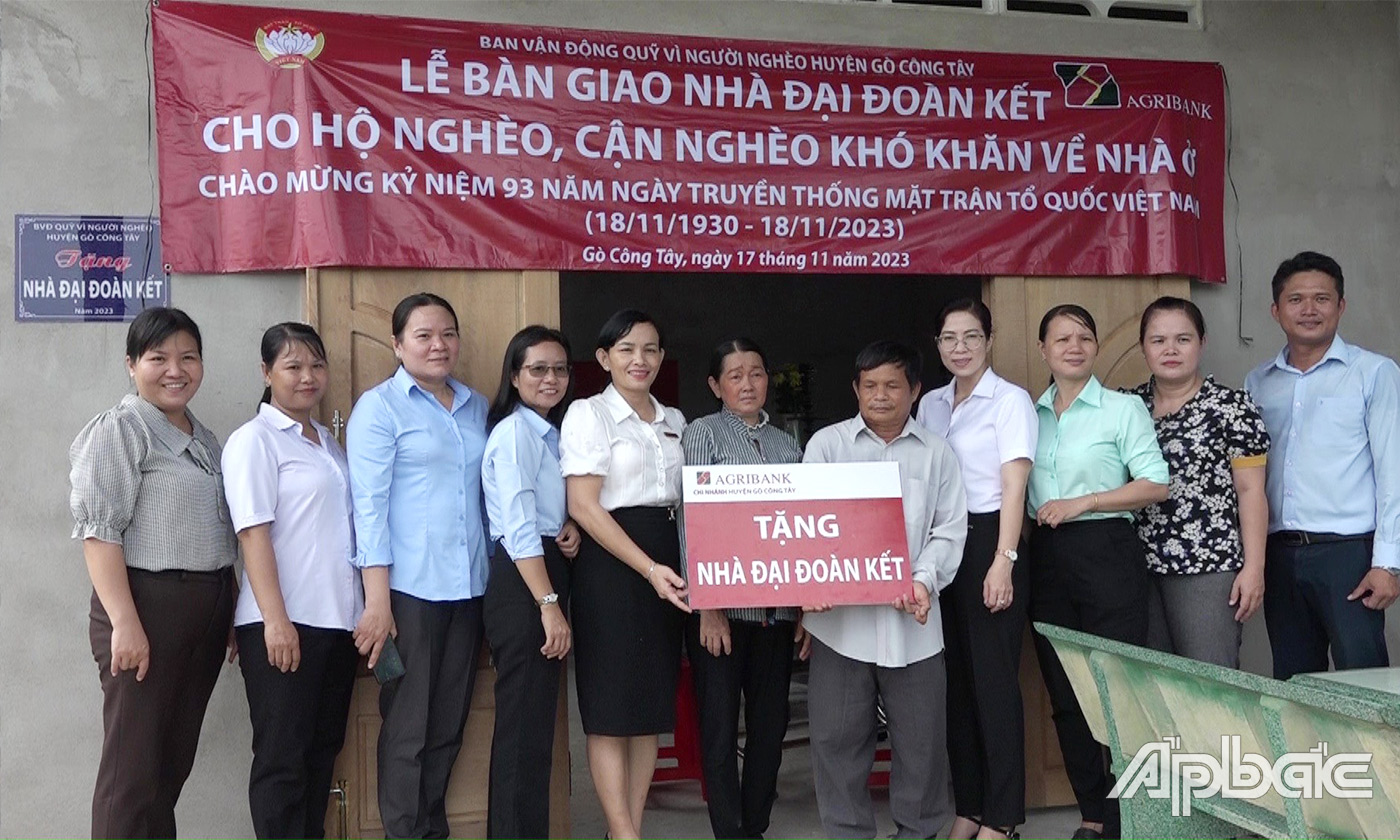 BAN VẬN ĐỘNG QUỸ VÌ NGƯỜI NGHÈO HUYỆN GÒ CÔNG TÂY
LỄ BÀN GIAO NHÀ ĐẠI ĐOÀN KẾT
AGRIBANK
CHO HỘ NGHÈO, CẬN NGHÈO KHÓ KHĂN VỀ NHÀ Ở
CHÀO MỪNG KỶ NIỆM 93 NĂM NGÀY TRUYỀN THỐNG MẶT TRẬN TỔ QUỐC VIỆT NAM
(18/11/1930 - 18/11/2023)
Gò Công Tây, ngày 17 tháng 11 năm 2023
VIỆT NAM
BVĐ QUỸ VÌ NGƯỜI NGHÈO
HUYỆN GÒ CÔNG TÂY
Tặng
NHÀ ĐẠI ĐOÀN KẾT
Năm 2023
AGRIBANK
CHI NHÁNH HUYỆN GÒ CÔNG TÂY
TẶNG
NHÀ ĐẠI ĐOÀN KẾT
Ấpbắc